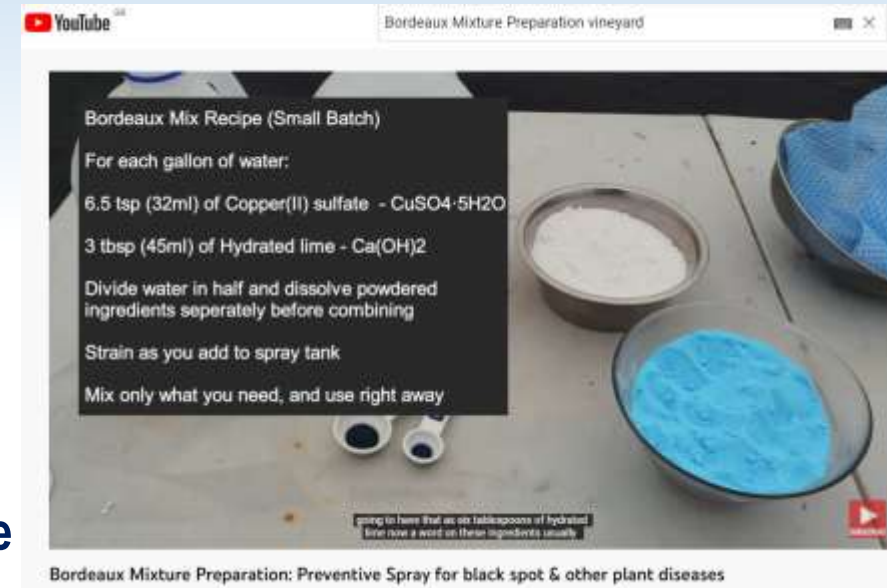 YouTube GB
Bordeaux Mixture Preparation vineyard
Bordeaux Mix Recipe (Small Batch)
For each gallon of water:
6.5 tsp (32ml) of Copper(II) sulfate - CuSO4·5H2O
3 tbsp (45ml) of Hydrated lime - Ca(OH)2
Divide water in half and dissolve powdered
ingredients seperately before combining
Strain as you add to spray tank
Mix only what you need, and use right away
going to have that as six tablespoons of hydrated
lime now a word on these ingredients usually
e
Bordeaux Mixture Preparation: Preventive Spray for black spot & other plant diseases